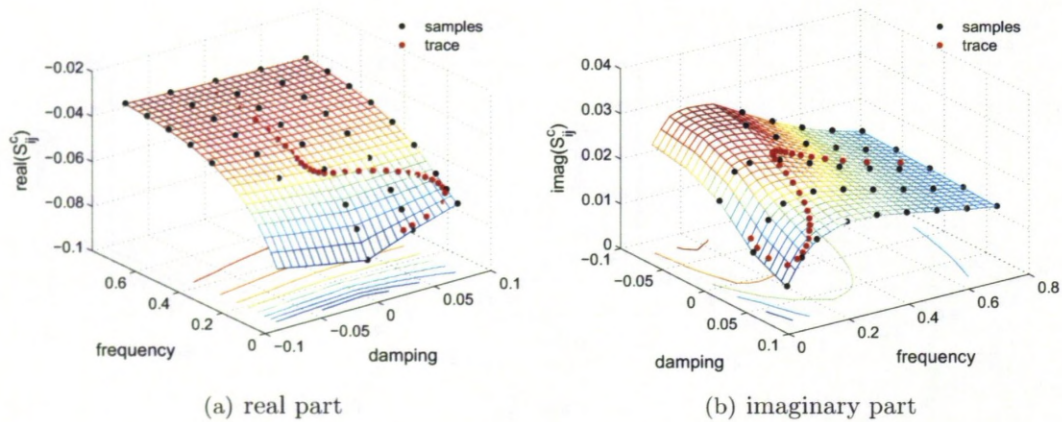 samples
trace
-0.02
-0.04
-0.06
-0.08
-0.1
real(S^c_ij)
0.6
0.4
0.2
0
frequency
-0.1
-0.05
0
0.05
0.1
damping
(a) real part
samples
trace
0.04
0.03
0.02
0.01
0
imag(S^c_ij)
-0.1
-0.05
0
0.05
0.1
damping
0
0.2
0.4
0.6
0.8
frequency
(b) imaginary part